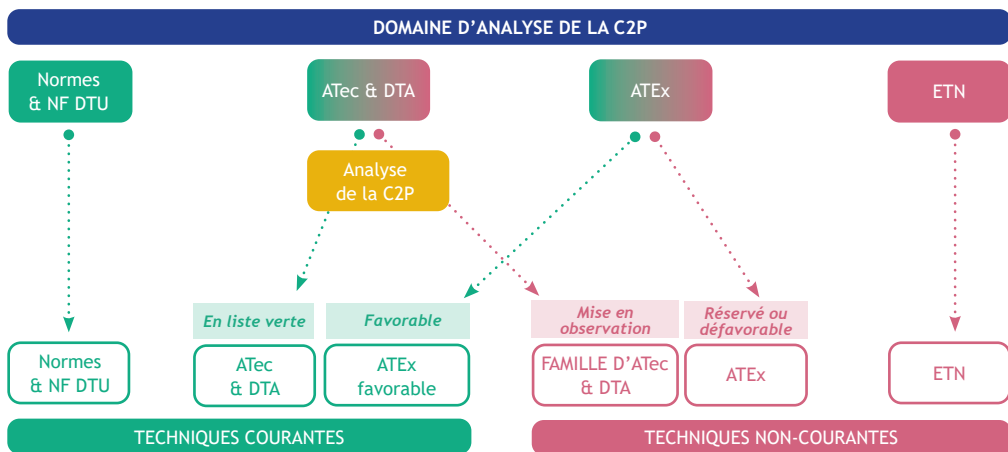 DOMAINE D’ANALYSE DE LA C2P
Normes
& NF DTU
ATec & DTA
ATEx
ETN
Analyse
de la C2P
En liste verte
Favorable
Mise en
observation
Réservé ou
défavorable
Normes
& NF DTU
ATec
& DTA
ATEx
favorable
FAMILLE D’ATec
& DTA
ATEx
ETN
TECHNIQUES COURANTES
TECHNIQUES NON-COURANTES